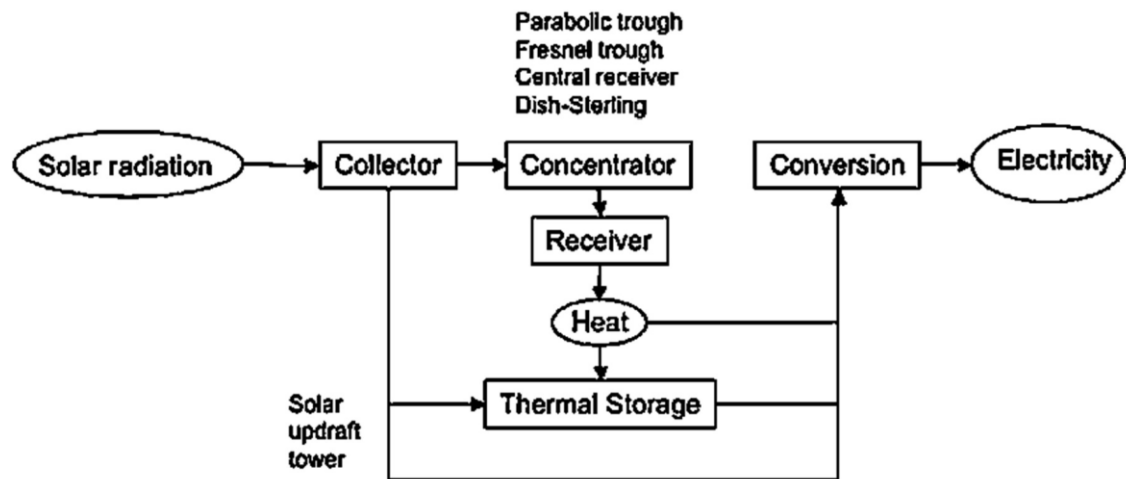 Parabolic trough
Fresnel trough
Central receiver
Dish-Sterling
Solar radiation
Collector
Concentrator
Conversion
Electricity
Receiver
Heat
Thermal Storage
Solar
updraft
tower